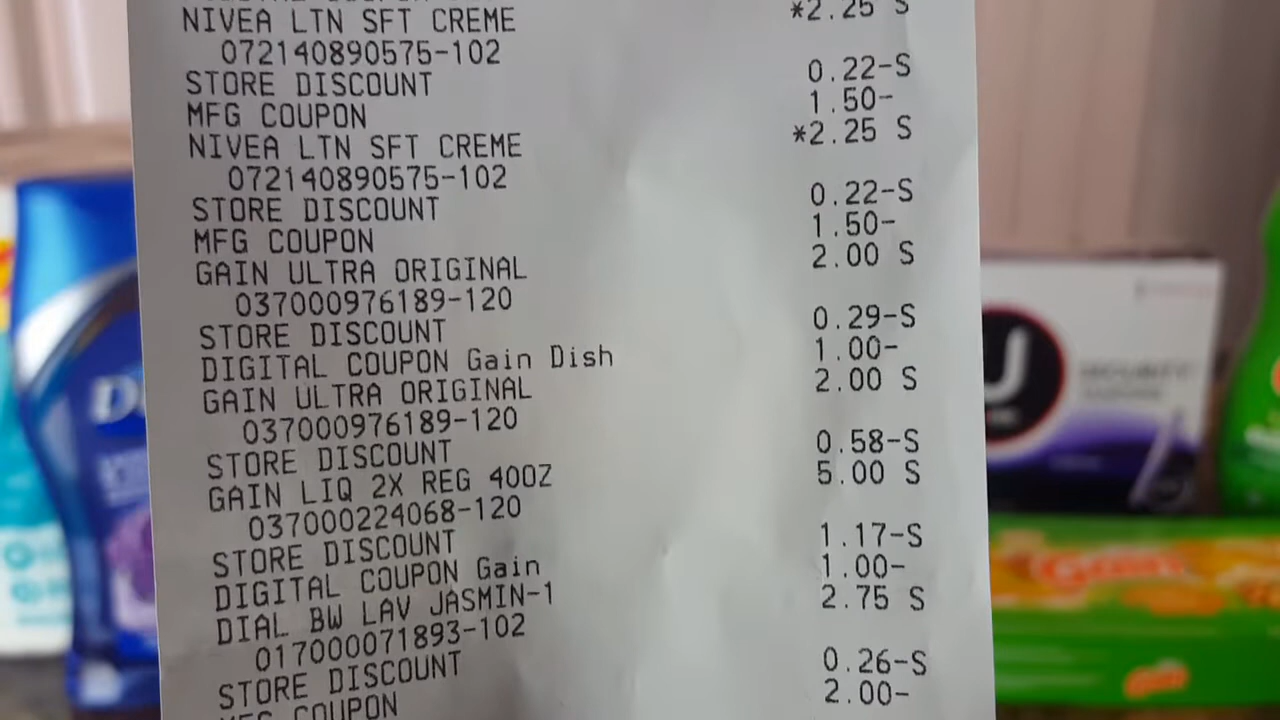 *2.25 S
NIVEA LTN SFT CREME
072140890575-102
STORE DISCOUNT 0.22-S
MFG COUPON 1.50-
NIVEA LTN SFT CREME *2.25 S
072140890575-102
STORE DISCOUNT 0.22-S
MFG COUPON 1.50-
GAIN ULTRA ORIGINAL 2.00 S
037000976189-120
STORE DISCOUNT 0.29-S
DIGITAL COUPON Gain Dish 1.00-
GAIN ULTRA ORIGINAL 2.00 S
037000976189-120
STORE DISCOUNT 0.58-S
GAIN LIQ 2X REG 40OZ 5.00 S
037000224068-120
STORE DISCOUNT 1.17-S
DIGITAL COUPON Gain 1.00-
DIAL BW LAV JASMIN-1 2.75 S
017000071893-102
STORE DISCOUNT 0.26-S
MFG COUPON 2.00-
U
Gain